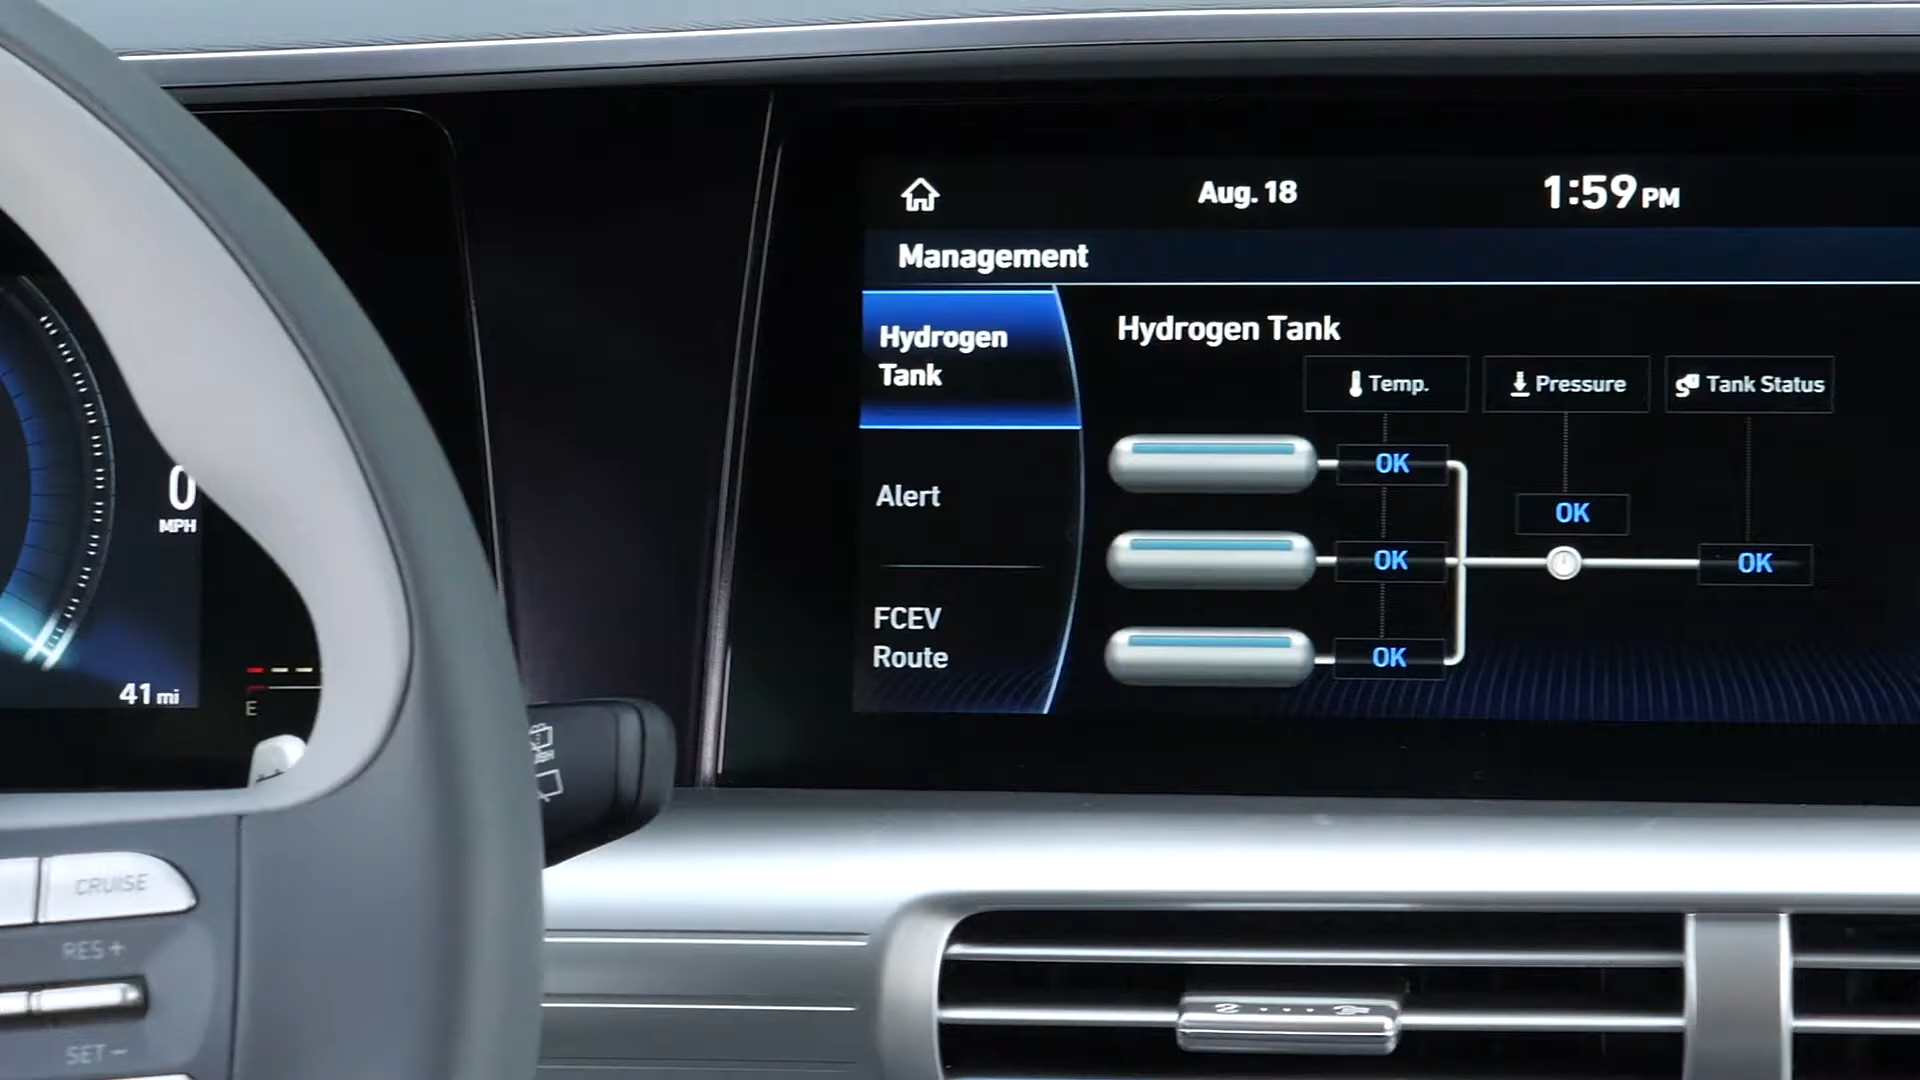 Aug. 18
1:59 PM
Management
Hydrogen
Tank
Alert
FCEV
Route
Hydrogen Tank
Temp.
Pressure
Tank Status
OK
OK
OK
OK
OK
0
MPH
41 mi
E
CRUISE
RES +
SET −